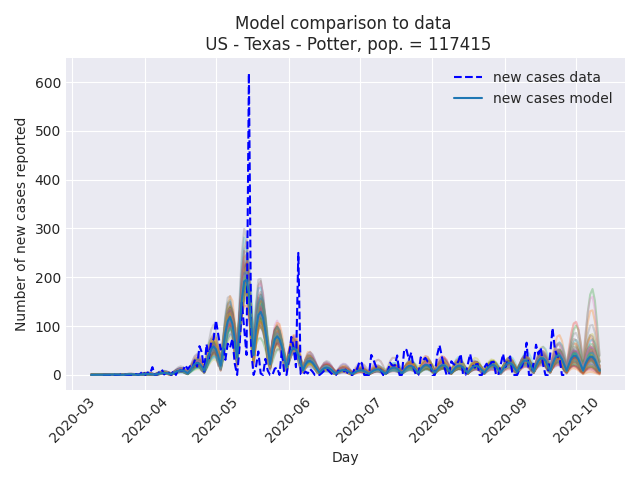 Model comparison to data
US - Texas - Potter, pop. = 117415
new cases data
new cases model
Number of new cases reported
600
500
400
300
200
100
0
2020-03
2020-04
2020-05
2020-06
2020-07
2020-08
2020-09
2020-10
Day